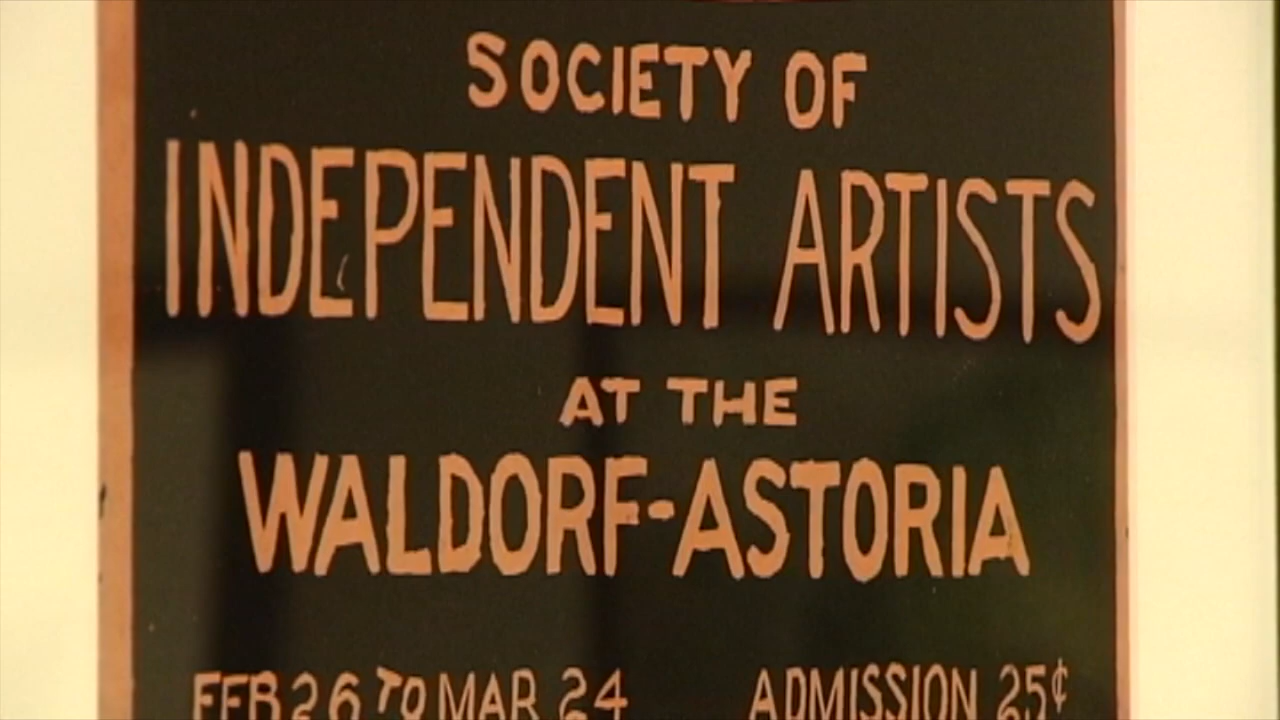 SOCIETY OF
INDEPENDENT ARTISTS
AT THE
WALDORF-ASTORIA
FEB 26 TO MAR 24 ADMISSION 25¢